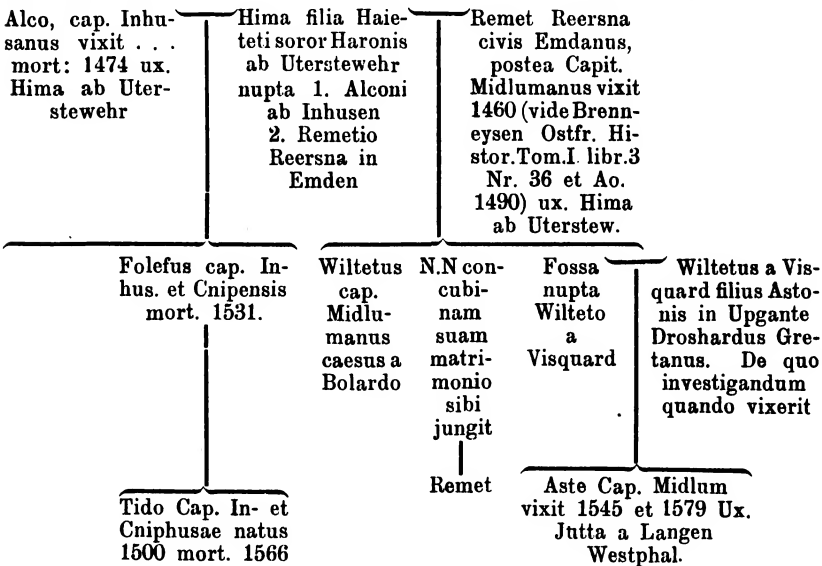 Alco, cap. Inhu-
sanus vixit . . .
mort: 1474 ux.
Hima ab Uter-
stewehr
Hima filia Haie-
teti soror Haronis
ab Uterstewehr
nupta 1. Alconi
ab Inhusen
2. Remetio
Reersna in
Emden
Remet Reersna
civis Emdanus,
postea Capit.
Midlumanus vixit
1460 (vide Brenn-
eysen Ostfr. Hi-
stor. Tom. I. libr. 3
Nr. 36 et Ao.
1490) ux. Hima
ab Uterstew.
Folefus cap. In-
hus. et Cnipensis
mort. 1531.
Wiltetus
cap.
Midlu-
manus
caesus a
Bolardo
N.N con-
cubi-
nam
suam
matri-
monio
sibi
jungit
Fossa
nupta
Wilteto
a
Visquard
Wiltetus a Vis-
quard filius Asto-
nis in Upgante
Droshardus Gre-
tanus. De quo
investigandum
quando vixerit
Tido Cap. In- et
Cniphusae natus
1500 mort. 1566
Remet
Aste Cap. Midlum
vixit 1545 et 1579 Ux.
Jutta a Langen
Westphal.